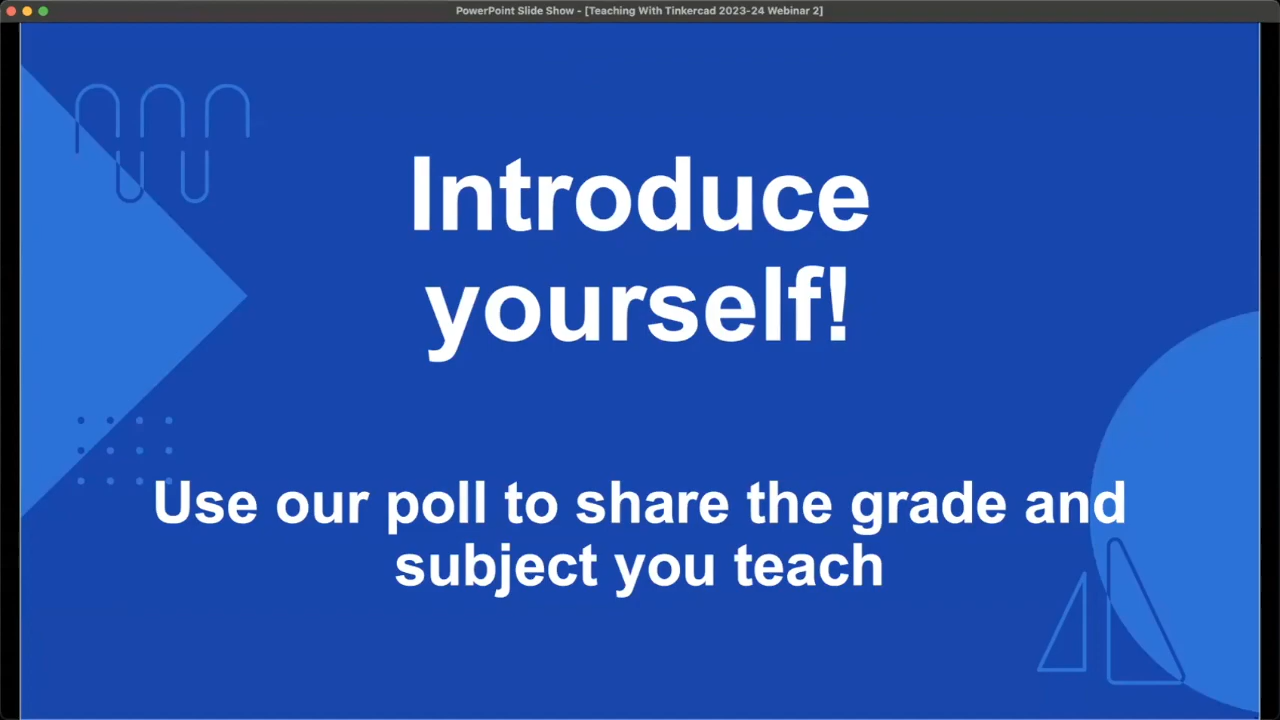 PowerPoint Slide Show - [Teaching With Tinkercad 2023-24 Webinar 2]
Introduce
yourself!
Use our poll to share the grade and
subject you teach